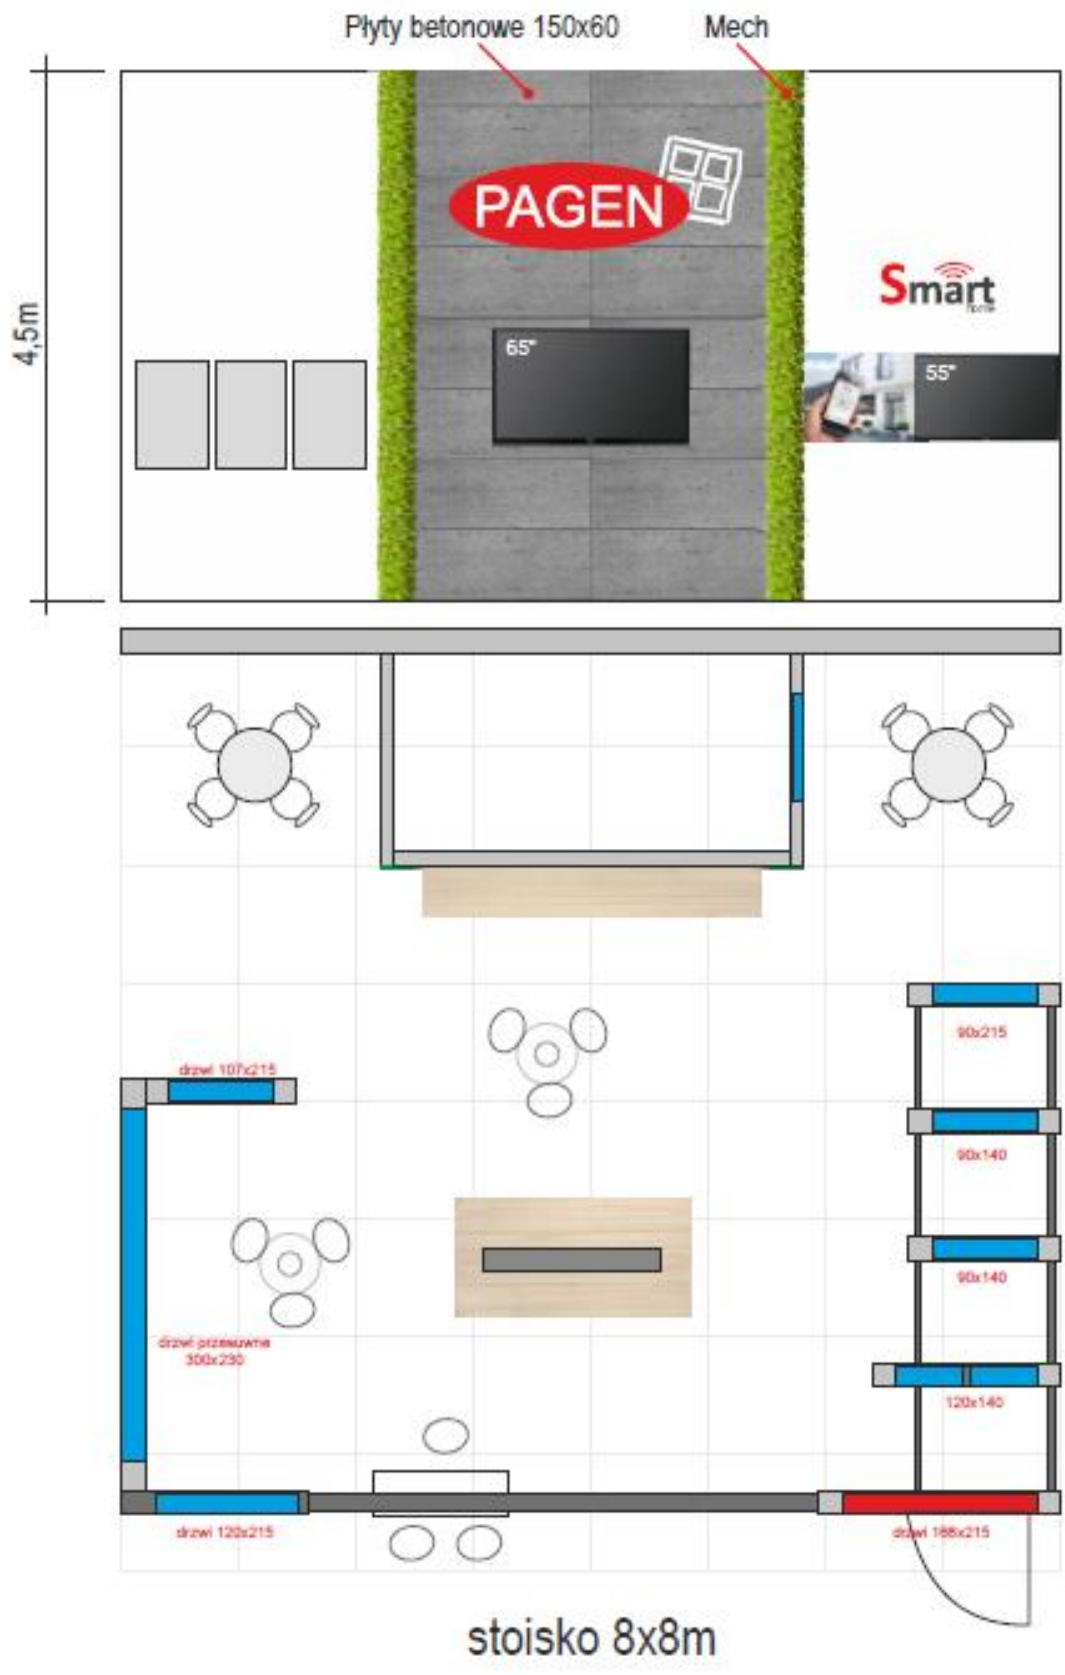 Płyty betonowe 150x60
Mech
PAGEN
Smart
home
4,5m
65"
55"
90x215
drzwi 107x215
90x140
90x140
drzwi przesuwne
300x230
120x140
drzwi 120x215
drzwi 166x215
stoisko 8x8m